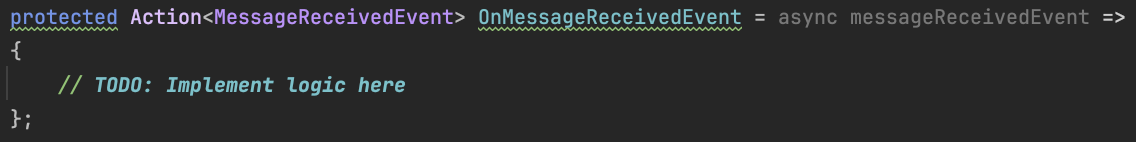 protected Action<MessageReceivedEvent> OnMessageReceivedEvent = async messageReceivedEvent =>
{
// TODO: Implement logic here
};